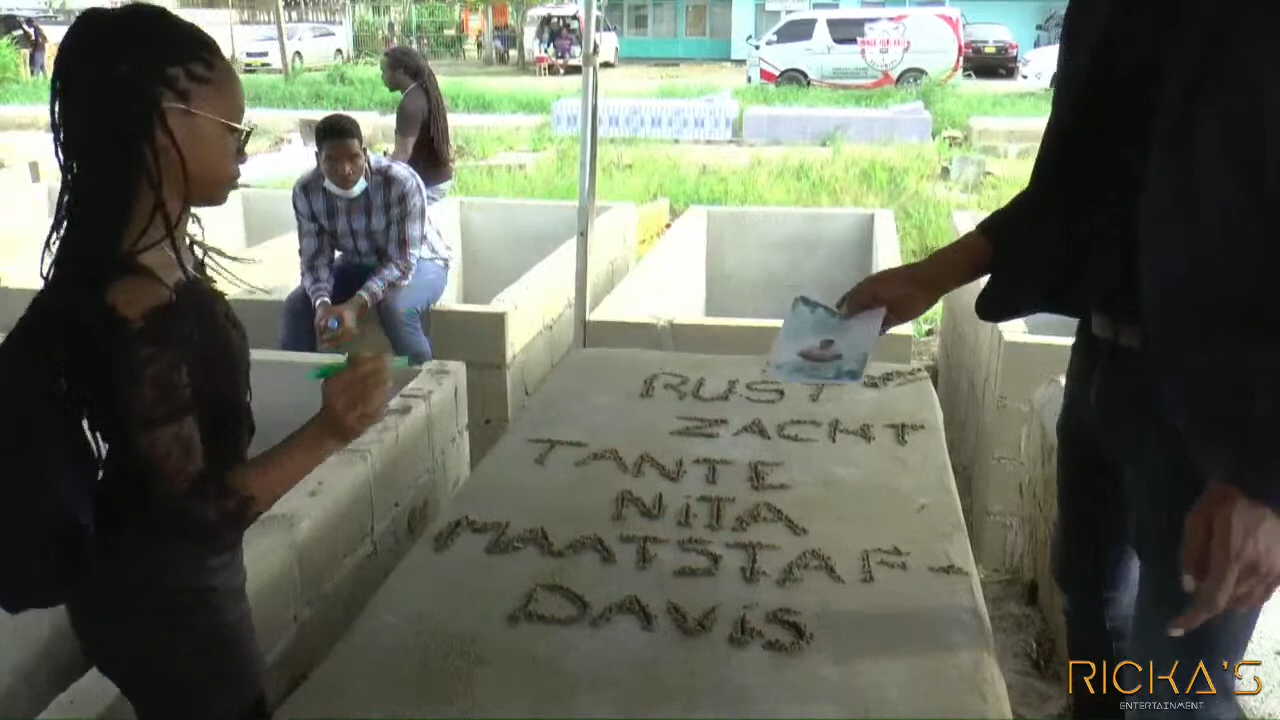 RUST
ZACHT
TANTE
NiTA
MAATSTAF-
DAViS
RICKA'S
ENTERTAINMENT